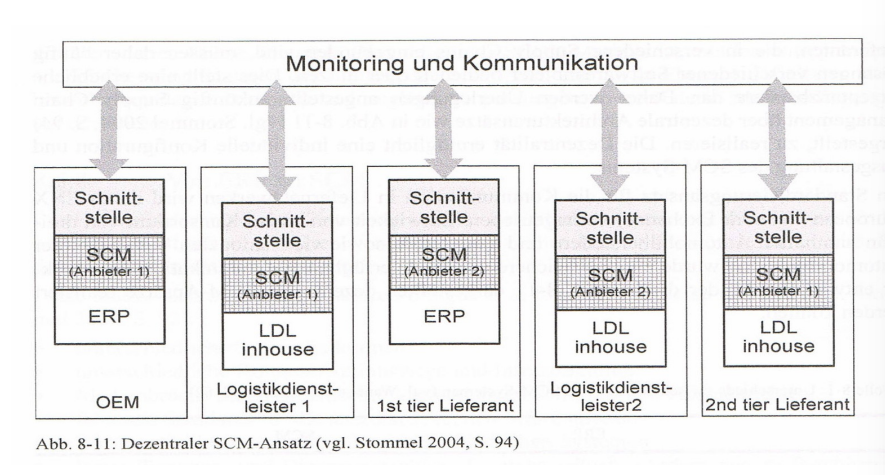 Monitoring und Kommunikation
Schnitt-
stelle
SCM
(Anbieter 1)
ERP
OEM
Schnitt-
stelle
SCM
(Anbieter 1)
LDL
inhouse
Logistikdienst-
leister 1
Schnitt-
stelle
SCM
(Anbieter 2)
ERP
1st tier Lieferant
Schnitt-
stelle
SCM
(Anbieter 2)
LDL
inhouse
Logistikdienst-
leister2
Schnitt-
stelle
SCM
(Anbieter 1)
LDL
inhouse
2nd tier Lieferant
Abb. 8-11: Dezentraler SCM-Ansatz (vgl. Stommel 2004, S. 94)